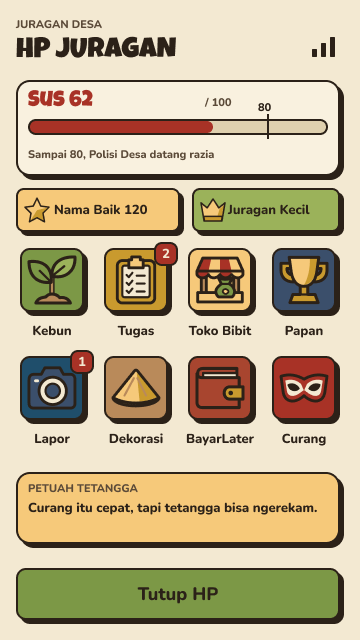 JURAGAN DESA
HP JURAGAN
SUS 62 / 100 80
Sampai 80, Polisi Desa datang razia
Nama Baik 120 Juragan Kecil
2
Kebun Tugas Toko Bibit Papan
1
Lapor Dekorasi BayarLater Curang
PETUAH TETANGGA
Curang itu cepat, tapi tetangga bisa ngerekam.
Tutup HP